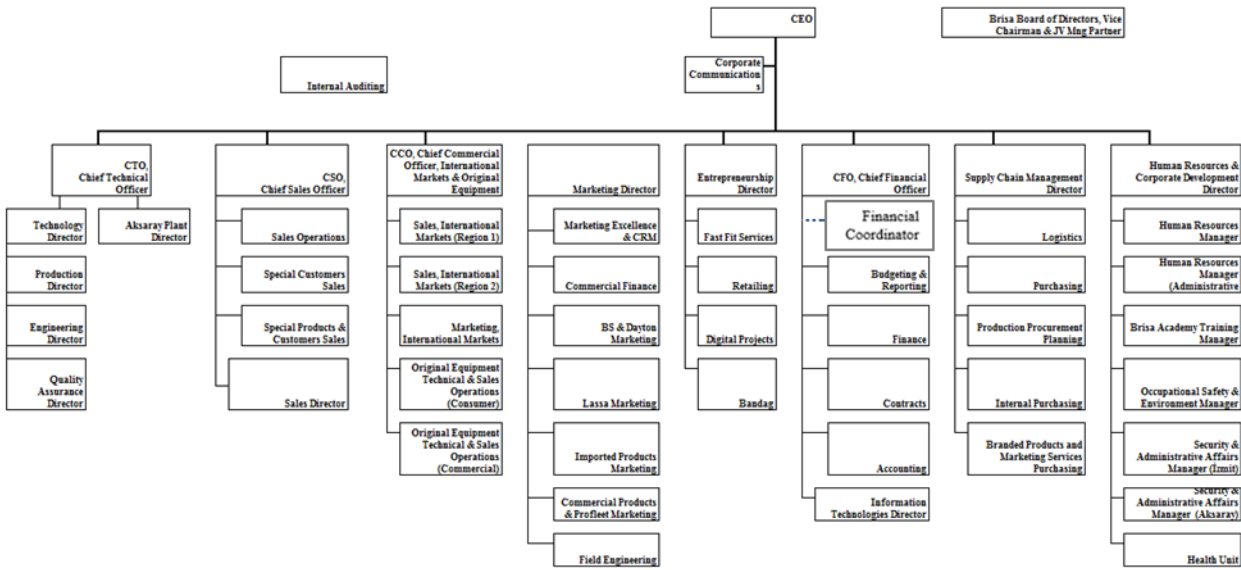 CEO
Brisa Board of Directors, Vice
Chairman & JV Mng Partner
Internal Auditing
Corporate
Communication
s
CTO,
Chief Technical
Officer
Technology
Director
Aksaray Plant
Director
Production
Director
Engineering
Director
Quality
Assurance
Director
CSO,
Chief Sales Officer
Sales Operations
Special Customers
Sales
Special Products &
Customers Sales
Sales Director
CCO, Chief Commercial
Officer, International
Markets & Original
Equipment
Sales, International
Markets (Region 1)
Sales, International
Markets (Region 2)
Marketing,
International Markets
Original Equipment
Technical & Sales
Operations
(Consumer)
Original Equipment
Technical & Sales
Operations
(Commercial)
Marketing Director
Marketing Excellence
& CRM
Commercial Finance
BS & Dayton
Marketing
Lassa Marketing
Imported Products
Marketing
Commercial Products
& Profleet Marketing
Field Engineering
Entrepreneurship
Director
Fast Fit Services
Retailing
Digital Projects
Bandag
CFO, Chief Financial
Officer
Financial
Coordinator
Budgeting &
Reporting
Finance
Contracts
Accounting
Information
Technologies Director
Supply Chain Management
Director
Logistics
Purchasing
Production Procurement
Planning
Internal Purchasing
Branded Products and
Marketing Services
Purchasing
Human Resources &
Corporate Development
Director
Human Resources
Manager
Human Resources
Manager
(Administrative
Brisa Academy Training
Manager
Occupational Safety &
Environment Manager
Security &
Administrative Affairs
Manager (İzmit)
Security &
Administrative Affairs
Manager (Aksaray)
Health Unit